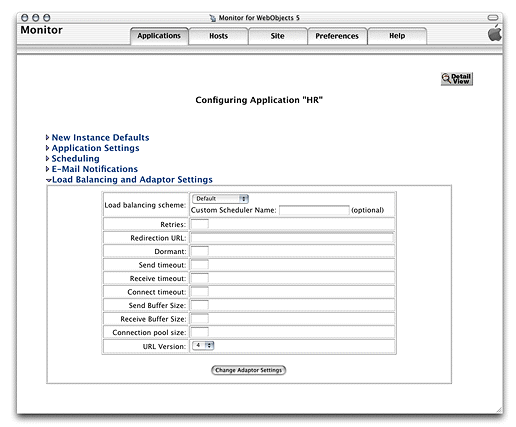 Monitor for WebObjects 5
Monitor
Applications
Hosts
Site
Preferences
Help
Detail
View
Configuring Application "HR"
New Instance Defaults
Application Settings
Scheduling
E-Mail Notifications
Load Balancing and Adaptor Settings
Load balancing scheme:
Default
Custom Scheduler Name: (optional)
Retries:
Redirection URL:
Dormant:
Send timeout:
Receive timeout:
Connect timeout:
Send Buffer Size:
Receive Buffer Size:
Connection pool size:
URL Version: 4
Change Adaptor Settings